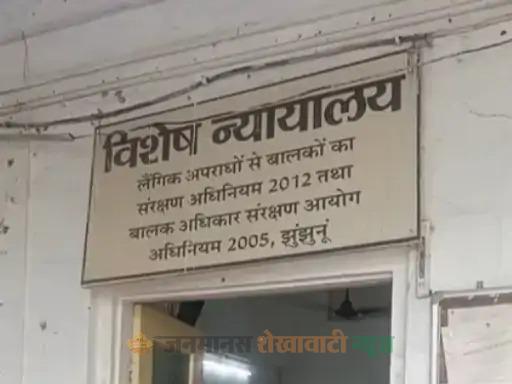 विशेष न्यायालय
लैंगिक अपराधों से बालकों का
संरक्षण अधिनियम 2012 तथा
बालक अधिकार संरक्षण आयोग
अधिनियम 2005, झुंझुनूं
जनमानस शेखावाटी न्यूज